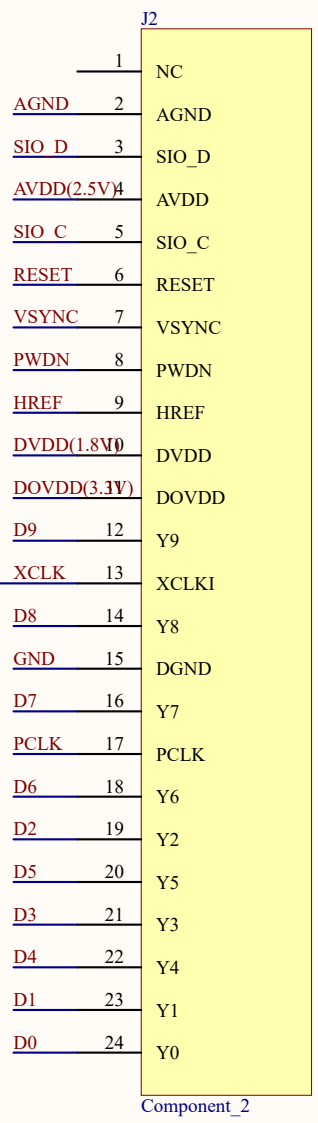 J2
1 NC
AGND 2 AGND
SIO_D 3 SIO_D
AVDD(2.5V) 4 AVDD
SIO_C 5 SIO_C
RESET 6 RESET
VSYNC 7 VSYNC
PWDN 8 PWDN
HREF 9 HREF
DVDD(1.8V) 10 DVDD
DOVDD(3.3V) 11 DOVDD
D9 12 Y9
XCLK 13 XCLKI
D8 14 Y8
GND 15 DGND
D7 16 Y7
PCLK 17 PCLK
D6 18 Y6
D2 19 Y2
D5 20 Y5
D3 21 Y3
D4 22 Y4
D1 23 Y1
D0 24 Y0
Component_2